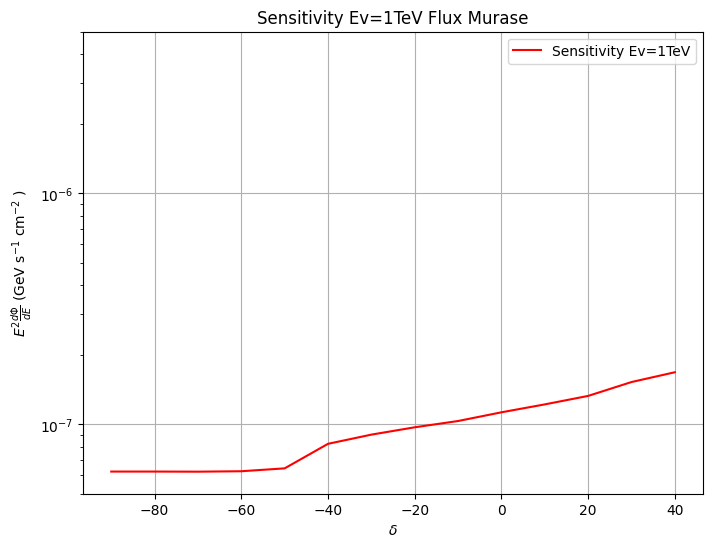 Sensitivity Ev=1TeV Flux Murase
Sensitivity Ev=1TeV
E² dΦ/dE (GeV s⁻¹ cm⁻² )
10⁻⁶
10⁻⁷
−80 −60 −40 −20 0 20 40
δ